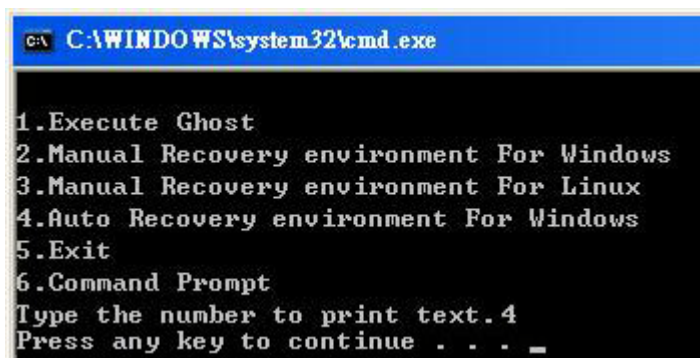 C:\WINDOWS\system32\cmd.exe
1.Execute Ghost
2.Manual Recovery environment For Windows
3.Manual Recovery environment For Linux
4.Auto Recovery environment For Windows
5.Exit
6.Command Prompt
Type the number to print text.4
Press any key to continue . . . _